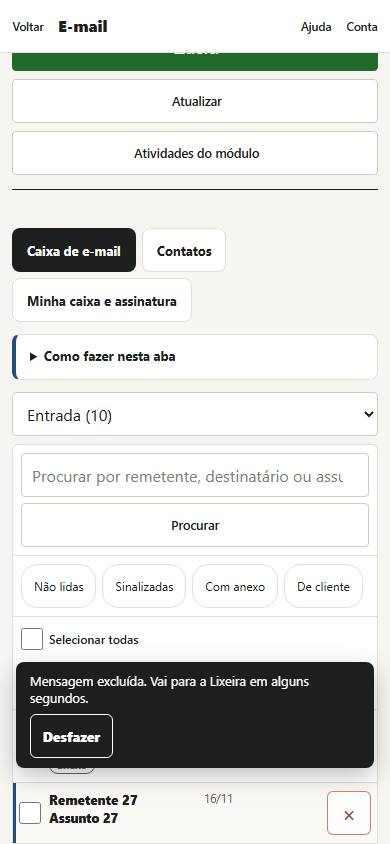 Voltar E-mail Ajuda Conta
Atualizar
Atividades do módulo
Caixa de e-mail Contatos
Minha caixa e assinatura
Como fazer nesta aba
Entrada (10)
Procurar por remetente, destinatário ou assu
Procurar
Não lidas Sinalizadas Com anexo De cliente
Selecionar todas
Mensagem excluída. Vai para a Lixeira em alguns
segundos.
Desfazer
Remetente 27 16/11
Assunto 27
×